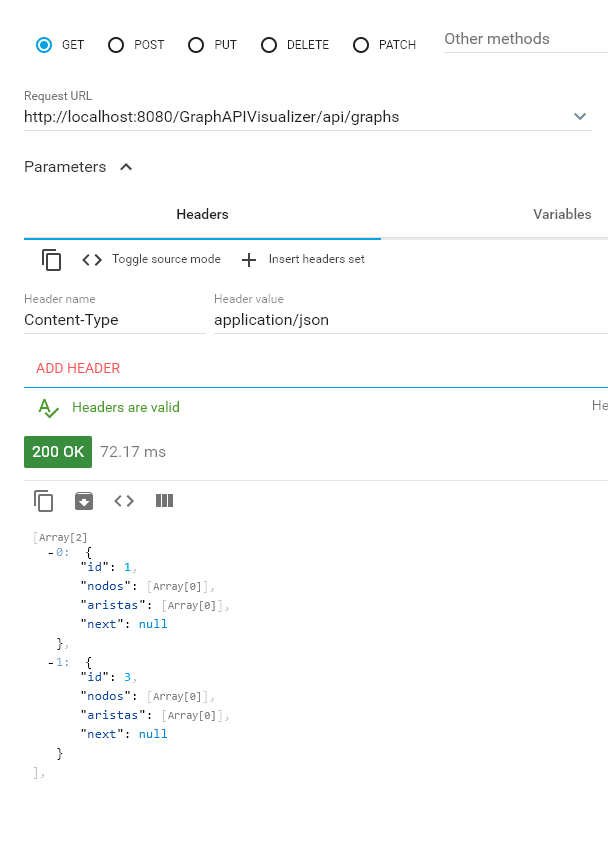 GET POST PUT DELETE PATCH Other methods
Request URL
http://localhost:8080/GraphAPIVisualizer/api/graphs
Parameters
Headers Variables
Toggle source mode Insert headers set
Header name Header value
Content-Type application/json
ADD HEADER
Headers are valid He
200 OK 72.17 ms
[Array[2]
-0: {
"id": 1,
"nodos": [Array[0]],
"aristas": [Array[0]],
"next": null
},
-1: {
"id": 3,
"nodos": [Array[0]],
"aristas": [Array[0]],
"next": null
}
],